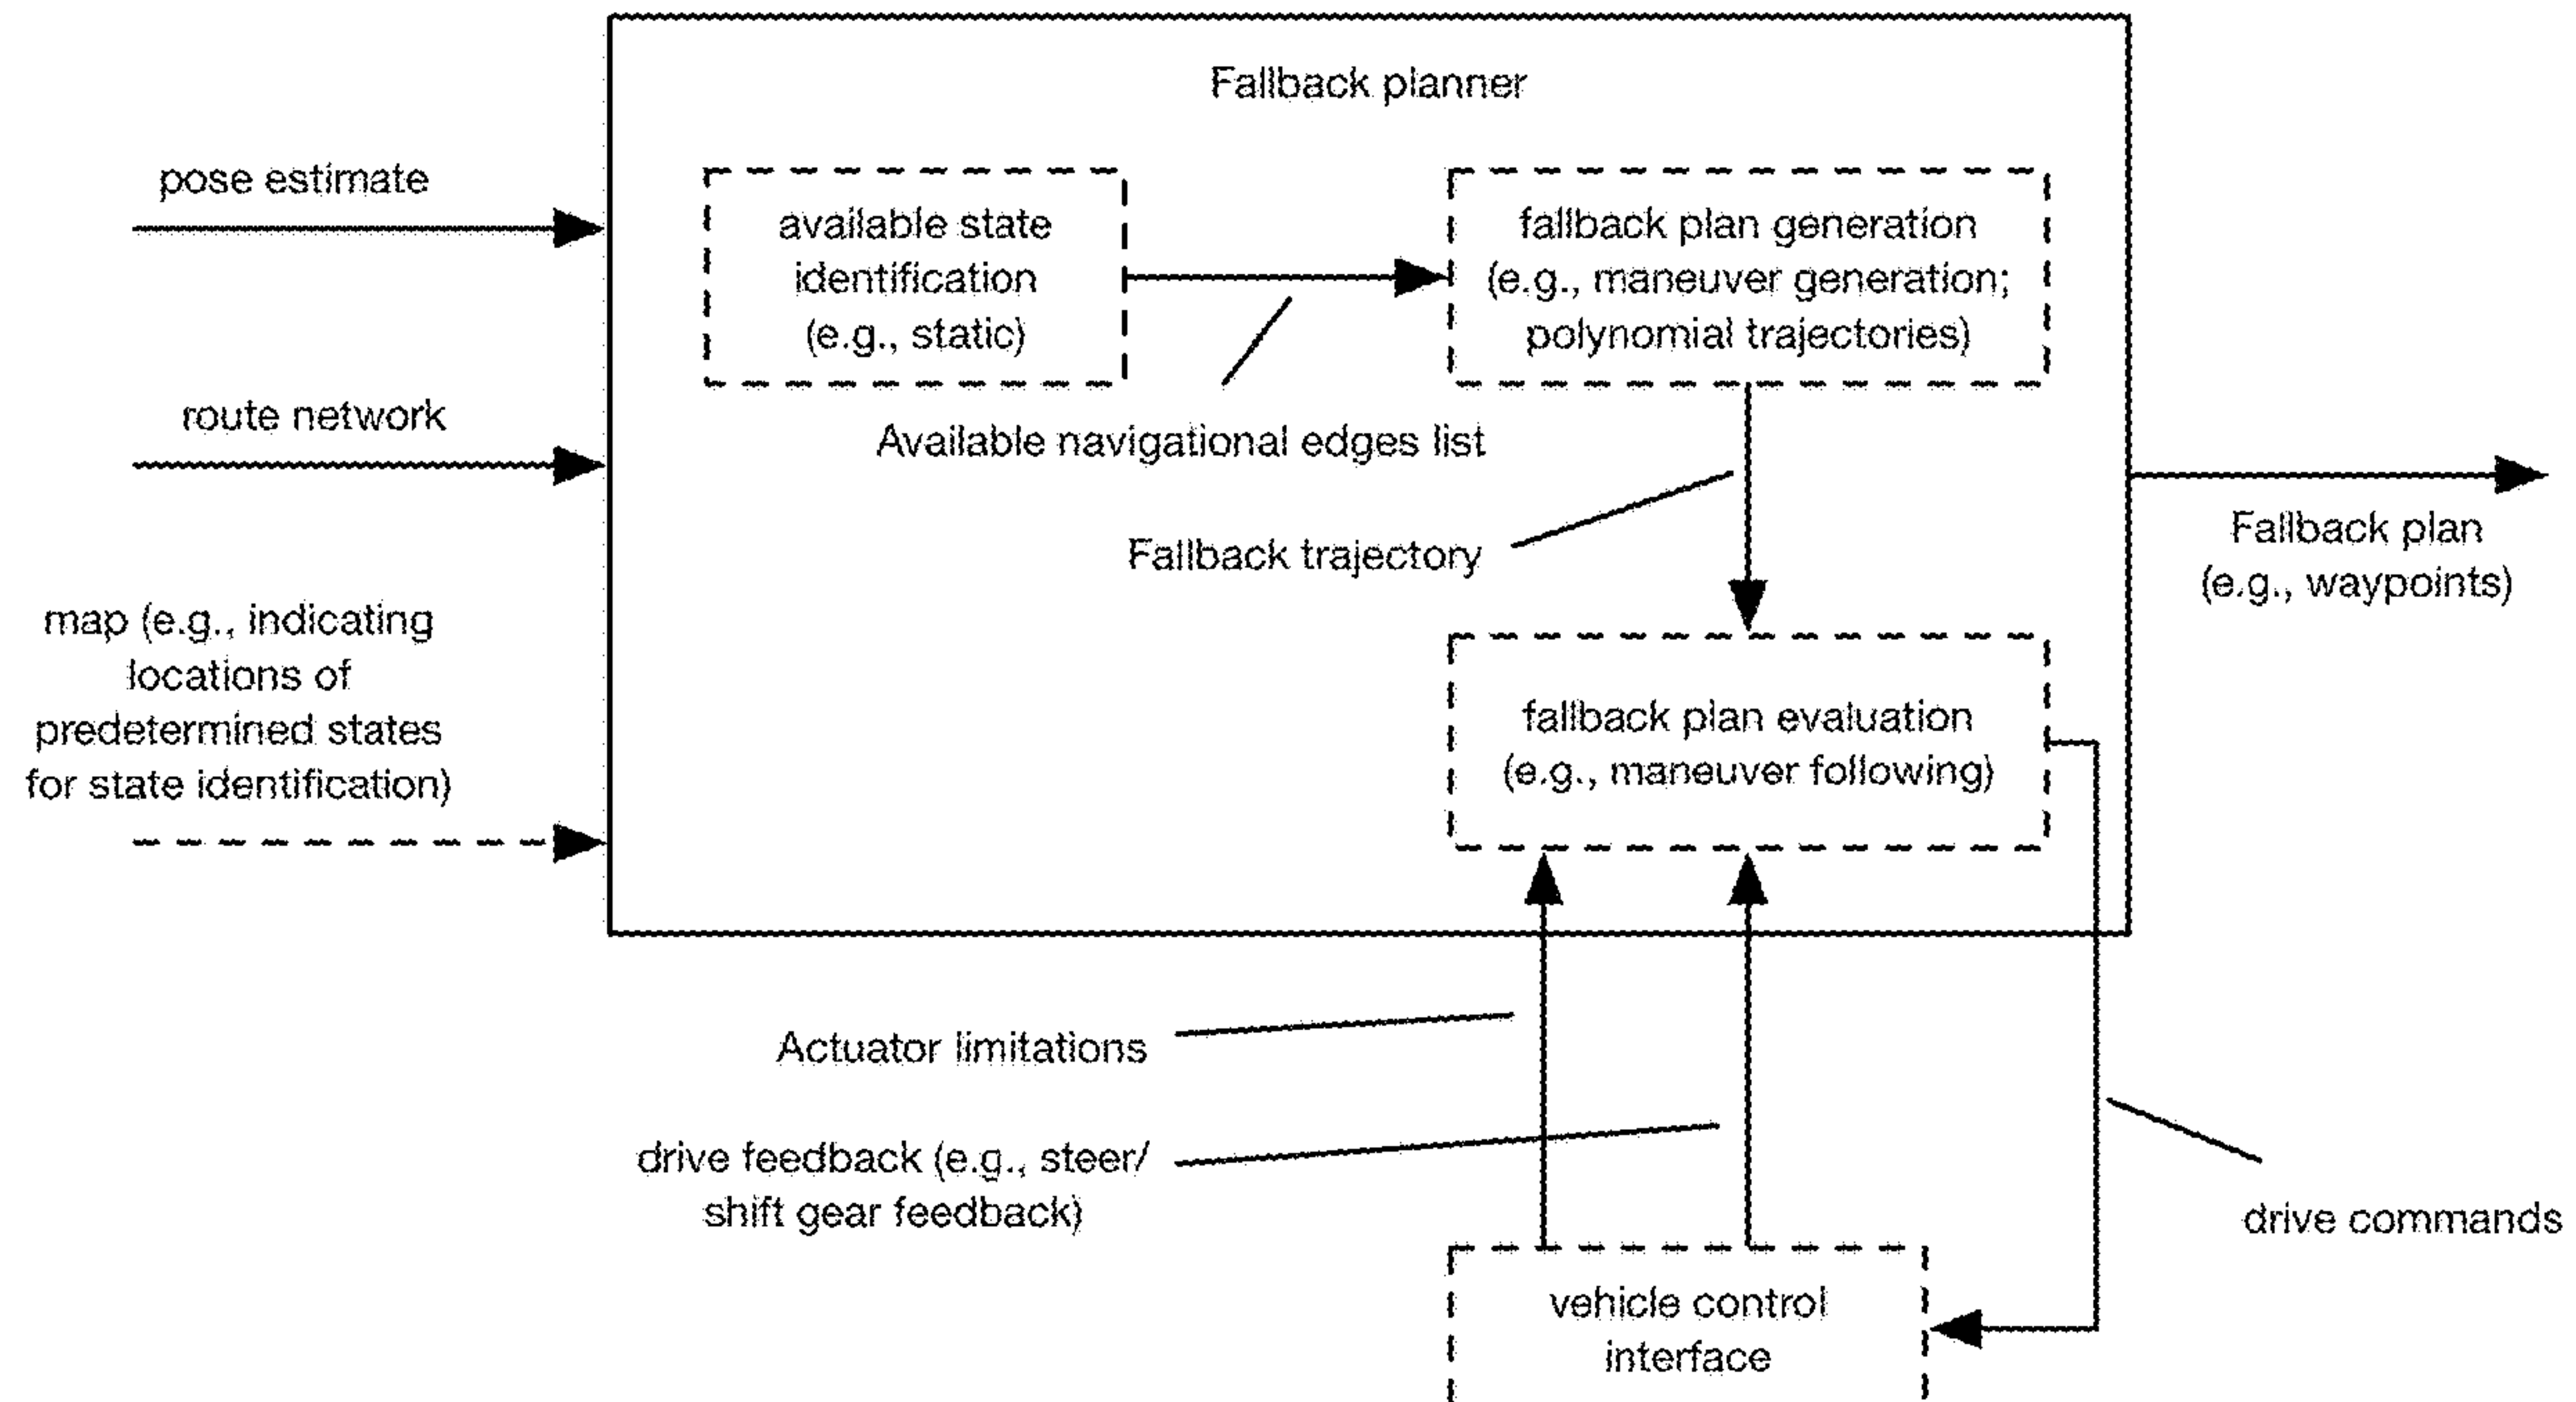 Fallback planner
pose estimate
available state
identification
(e.g., static)
fallback plan generation
(e.g., maneuver generation;
polynomial trajectories)
route network
Available navigational edges list
Fallback trajectory
Fallback plan
(e.g., waypoints)
map (e.g., indicating
locations of
predetermined states
for state identification)
fallback plan evaluation
(e.g., maneuver following)
Actuator limitations
drive feedback (e.g., steer/
shift gear feedback)
drive commands
vehicle control
interface